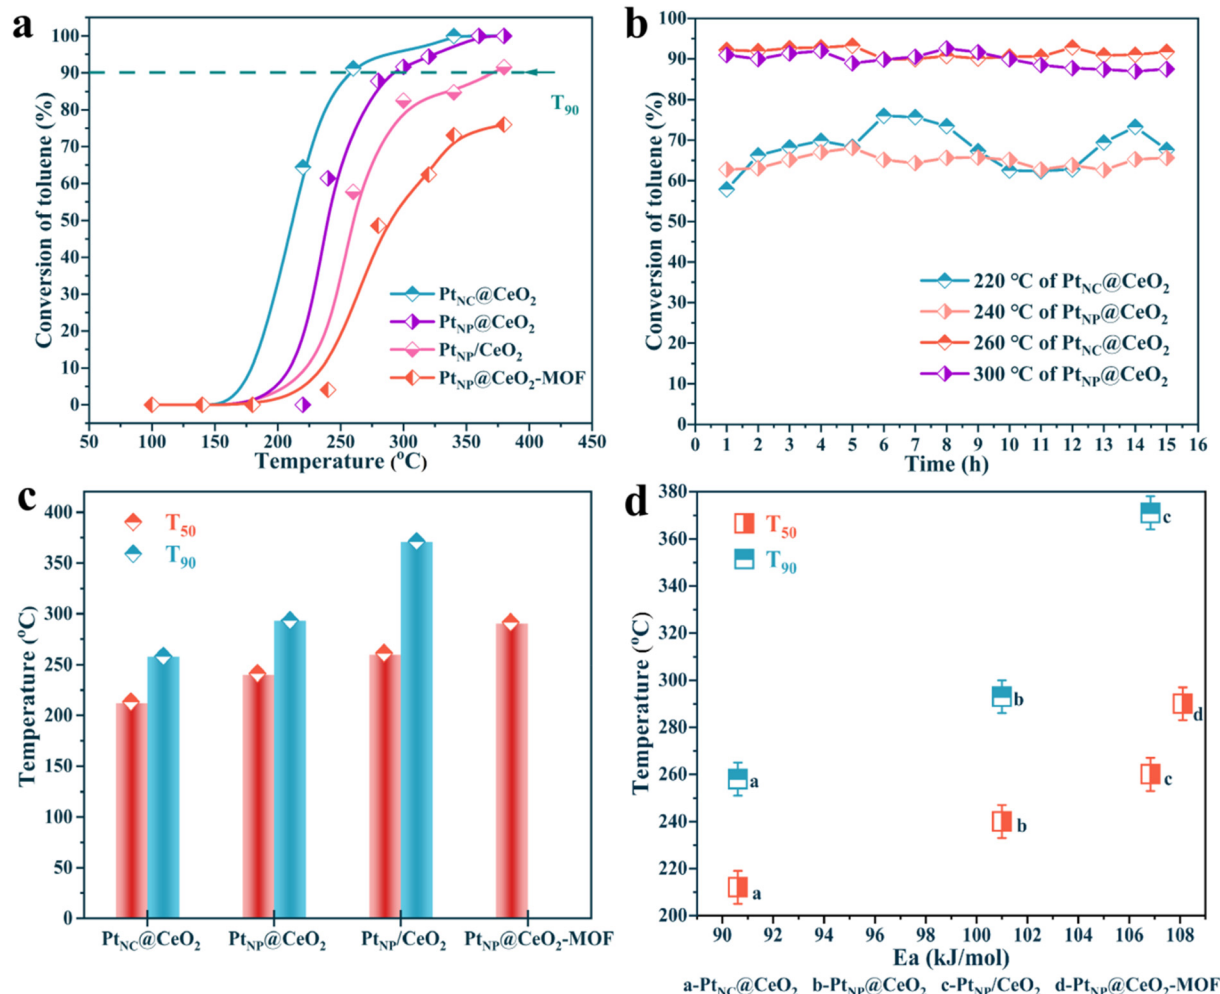 a
Conversion of toluene (%)
100
90
80
70
60
50
40
30
20
10
0
T90
PtNC@CeO2
PtNP@CeO2
PtNP/CeO2
PtNP@CeO2-MOF
50 100 150 200 250 300 350 400 450
Temperature (oC)
b
Conversion of toluene (%)
100
90
80
70
60
50
40
30
20
10
0
220 °C of PtNC@CeO2
240 °C of PtNP@CeO2
260 °C of PtNC@CeO2
300 °C of PtNP@CeO2
0 1 2 3 4 5 6 7 8 9 10 11 12 13 14 15 16
Time (h)
c
Temperature (oC)
400
350
300
250
200
150
100
50
0
T50
T90
PtNC@CeO2 PtNP@CeO2 PtNP/CeO2 PtNP@CeO2-MOF
d
Temperature (oC)
380
360
340
320
300
280
260
240
220
200
T50
T90
c
b
d
a
c
b
a
90 92 94 96 98 100 102 104 106 108
Ea (kJ/mol)
a-PtNC@CeO2 b-PtNP@CeO2 c-PtNP/CeO2 d-PtNP@CeO2-MOF